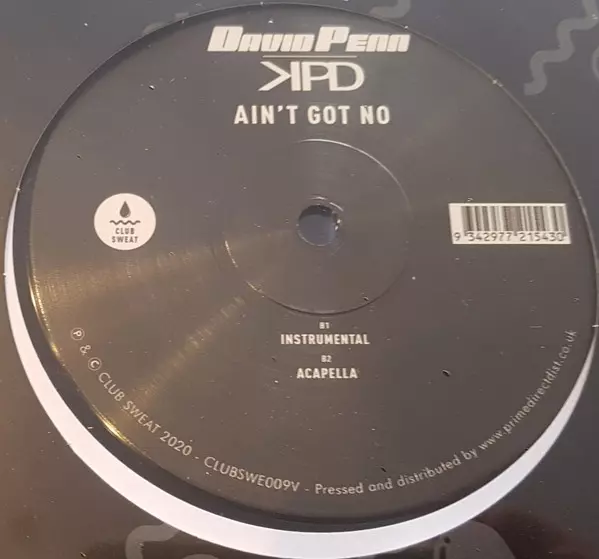 DAVID PENN
KPD
AIN'T GOT NO
CLUB
SWEAT
9 342977 215430
B1
INSTRUMENTAL
B2
ACAPELLA
℗ & © CLUB SWEAT 2020 - CLUBSWE009V - Pressed and distributed by www.primedirectdist.co.uk